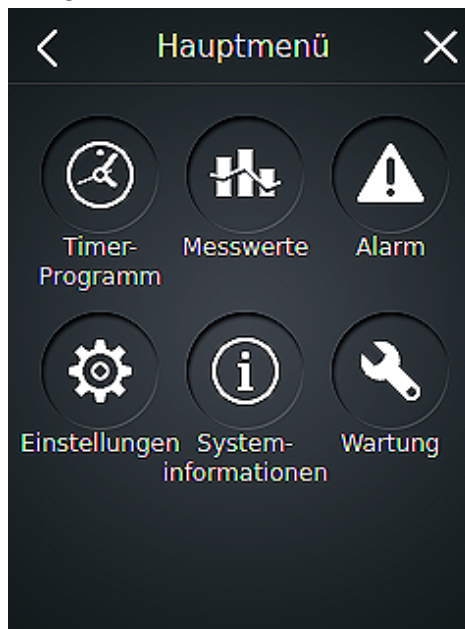 Hauptmenü
Timer- Messwerte Alarm
Programm
Einstellungen System- Wartung
informationen